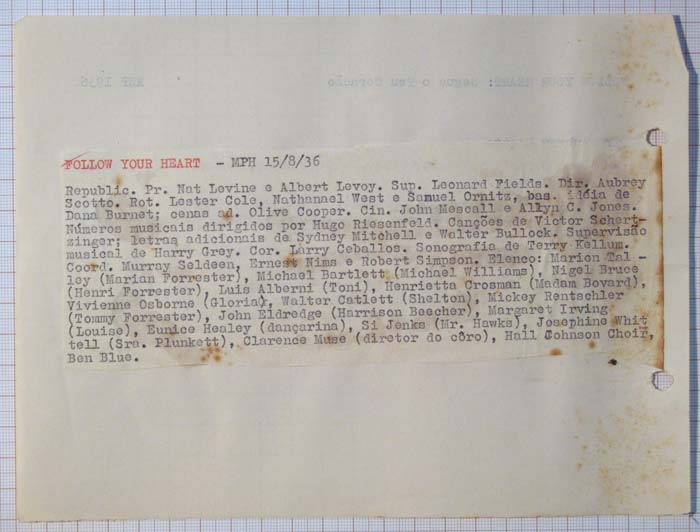 FOLLOW YOUR HEART - MPH 15/8/36
Republic. Pr. Nat Levine e Albert Levoy. Sup. Leonard Fields. Dir. Aubrey
Scotto. Rot. Lester Cole, Nathanael West e Samuel Ornitz, bas. idéia de
Dana Burnet; cenas ad. Olive Cooper. Cin. John Mescall e Allyn C. Jones.
Números musicais dirigidos por Hugo Riesenfeld. Canções de Victor Schert-
zinger; letras adicionais de Sydney Mitchell e Walter Bullock. Supervisão
musical de Harry Grey. Cor. Larry Ceballos. Sonografia de Terry Kellum.
Coord. Murray Seldeen, Ernest Nims e Robert Simpson. Elenco: Marion Tal-
ley (Marian Forrester), Michael Bartlett (Michael Williams), Nigel Bruce
(Henri Forrester), Luis Alberni (Toni), Henrietta Crosman (Madam Bovard),
Vivienne Osborne (Gloria), Walter Catlett (Shelton), Mickey Rentschler
(Tommy Forrester), John Eldredge (Harrison Beecher), Margaret Irving
(Louise), Eunice Healey (dançarina), Si Jenks (Mr. Hawks), Josephine Whit
tell (Sra. Plunkett), Clarence Muse (diretor do côro), Hall Johnson Choir,
Ben Blue.